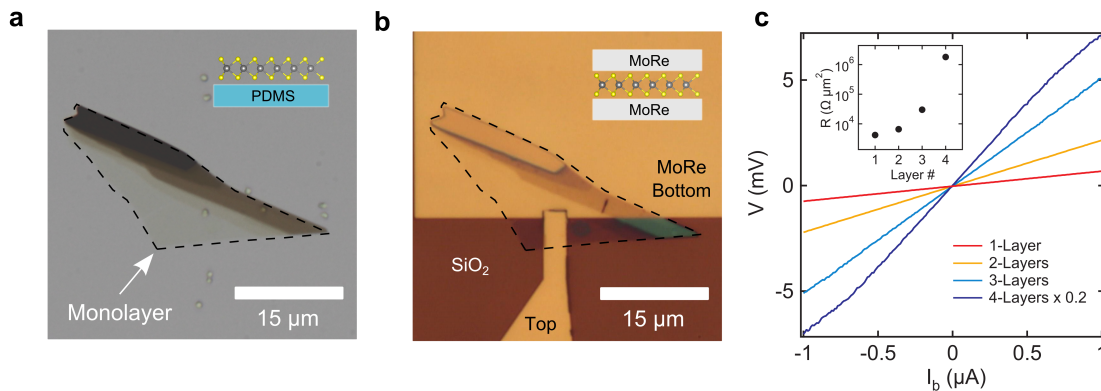 a
PDMS
Monolayer
15 µm
b
MoRe
MoRe
MoRe
Bottom
SiO2
Top
15 µm
c
V (mV)
5
0
-5
R (Ω µm²)
10⁶
10⁵
10⁴
1 2 3 4
Layer #
1-Layer
2-Layers
3-Layers
4-Layers x 0.2
-1 -0.5 0 0.5 1
I_b (µA)